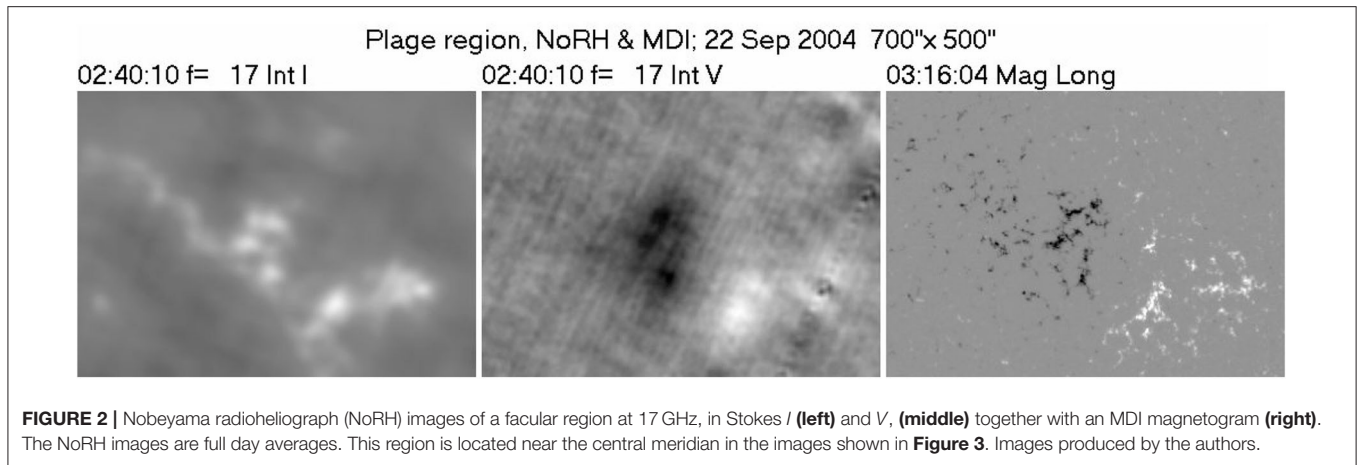 Plage region, NoRH & MDI; 22 Sep 2004 700"x 500"
02:40:10 f= 17 Int I
02:40:10 f= 17 Int V
03:16:04 Mag Long
FIGURE 2 | Nobeyama radioheliograph (NoRH) images of a facular region at 17 GHz, in Stokes I (left) and V, (middle) together with an MDI magnetogram (right).
The NoRH images are full day averages. This region is located near the central meridian in the images shown in Figure 3. Images produced by the authors.